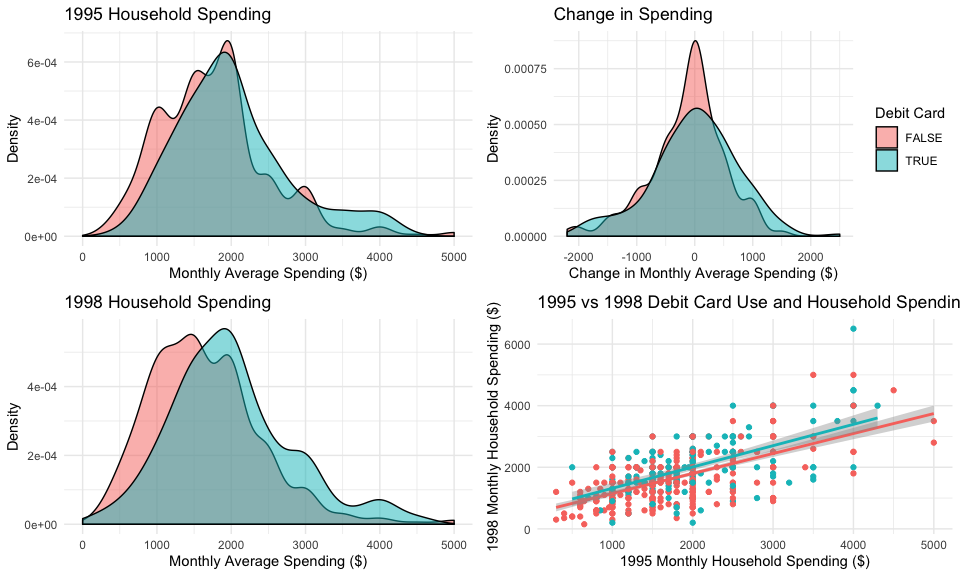 1995 Household Spending
Density
6e-04
4e-04
2e-04
0e+00
0 1000 2000 3000 4000 5000
Monthly Average Spending ($)
Change in Spending
Density
0.00075
0.00050
0.00025
0.00000
-2000 -1000 0 1000 2000
Change in Monthly Average Spending ($)
Debit Card
FALSE
TRUE
1998 Household Spending
Density
4e-04
2e-04
0e+00
0 1000 2000 3000 4000 5000
Monthly Average Spending ($)
1995 vs 1998 Debit Card Use and Household Spendin
1998 Monthly Household Spending ($)
6000
4000
2000
0
1000 2000 3000 4000 5000
1995 Monthly Household Spending ($)